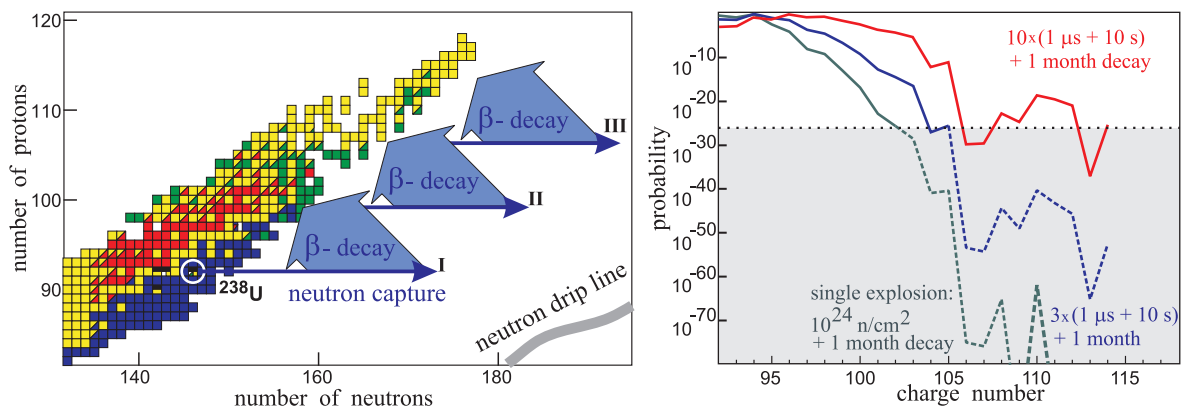 120
110
100
90
number of protons
140
160
180
number of neutrons
β- decay
III
β- decay
II
β- decay
I
238U
neutron capture
neutron drip line
10-10
10-20
10-30
10-40
10-50
10-60
10-70
probability
95
100
105
110
115
charge number
10x(1 µs + 10 s)
+ 1 month decay
single explosion:
1024 n/cm2
+ 1 month decay
3x(1 µs + 10 s)
+ 1 month